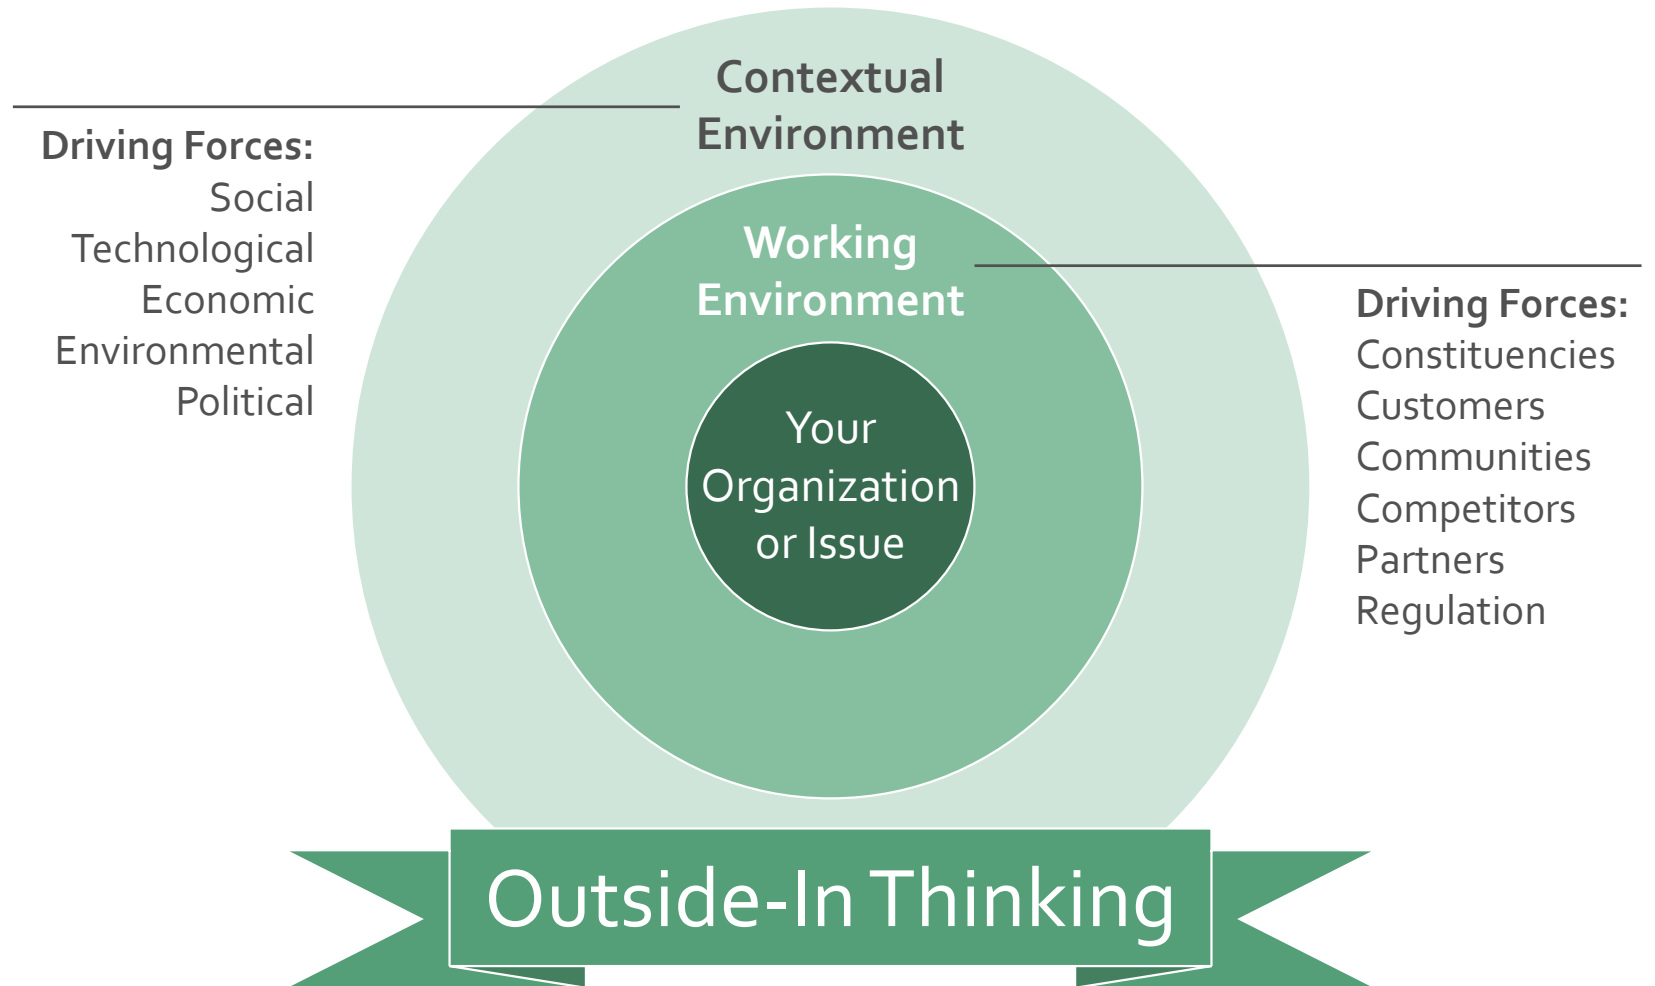 Contextual
Environment
Driving Forces:
Social
Technological
Economic
Environmental
Political
Working
Environment
Driving Forces:
Constituencies
Customers
Communities
Competitors
Partners
Regulation
Your
Organization
or Issue
Outside-In Thinking